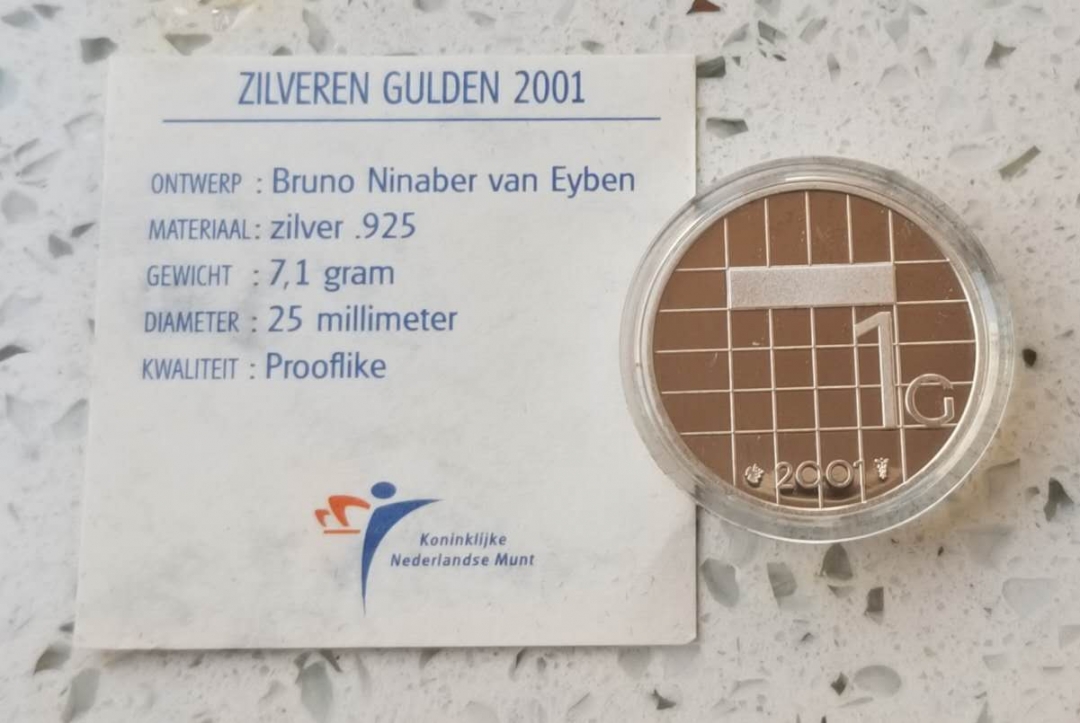 ZILVEREN GULDEN 2001
ONTWERP : Bruno Ninaber van Eyben
MATERIAAL: zilver .925
GEWICHT : 7,1 gram
DIAMETER : 25 millimeter
KWALITEIT : Prooflike
Koninklijke
Nederlandse Munt
1
G
2001